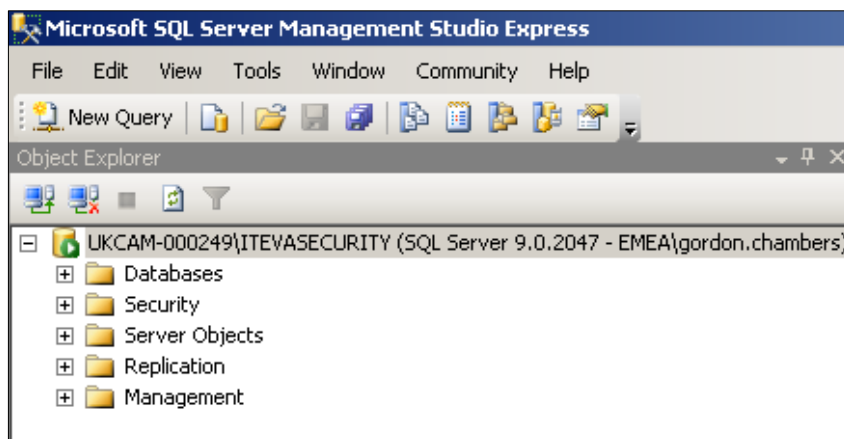 Microsoft SQL Server Management Studio Express
File Edit View Tools Window Community Help
New Query
Object Explorer
UKCAM-000249\ITEVASECURITY (SQL Server 9.0.2047 - EMEA\gordon.chambers)
Databases
Security
Server Objects
Replication
Management